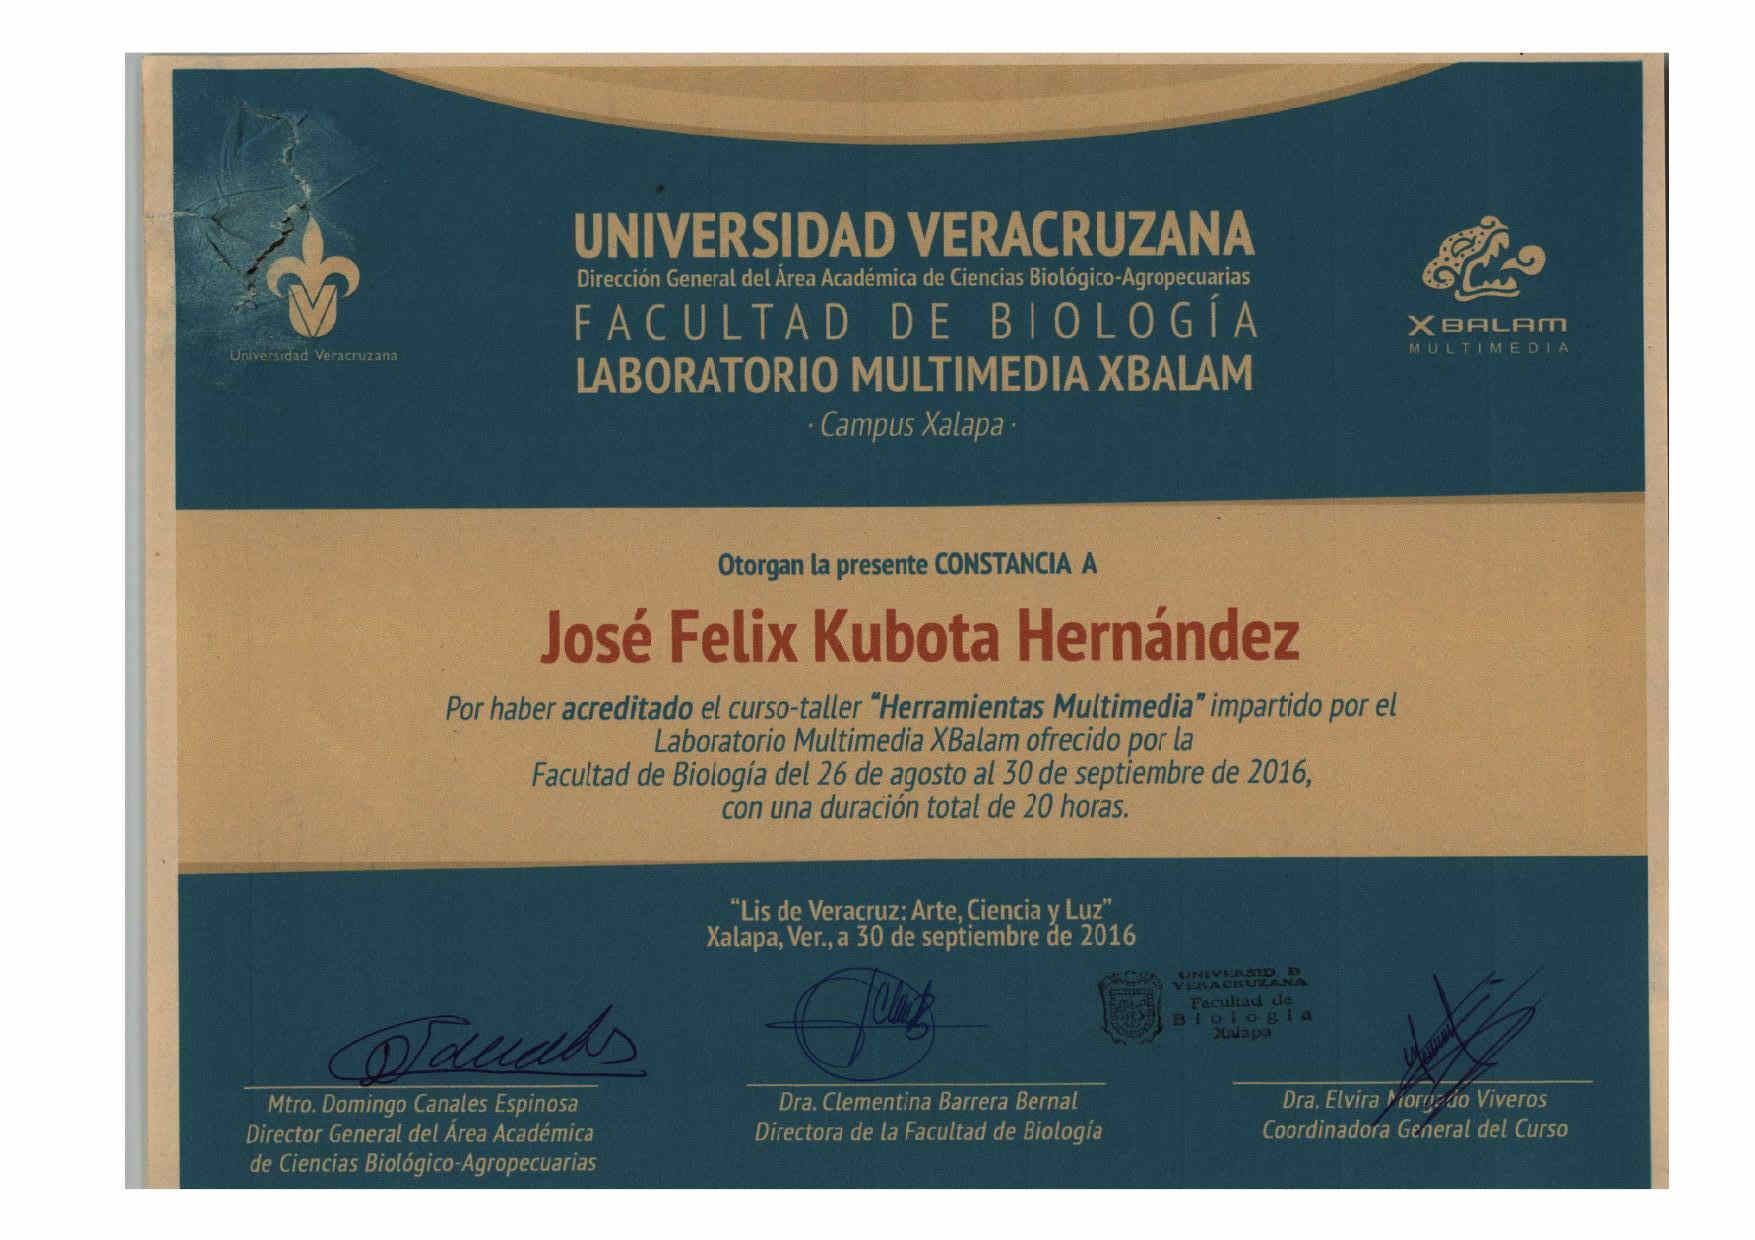 UNIVERSIDAD VERACRUZANA
Dirección General del Área Académica de Ciencias Biológico-Agropecuarias
FACULTAD DE BIOLOGÍA
LABORATORIO MULTIMEDIA XBALAM
· Campus Xalapa ·
Universidad Veracruzana
XBALAM
MULTIMEDIA
Otorgan la presente CONSTANCIA A
José Felix Kubota Hernández
Por haber acreditado el curso-taller "Herramientas Multimedia" impartido por el
Laboratorio Multimedia XBalam ofrecido por la
Facultad de Biología del 26 de agosto al 30 de septiembre de 2016,
con una duración total de 20 horas.
"Lis de Veracruz: Arte, Ciencia y Luz"
Xalapa, Ver., a 30 de septiembre de 2016
UNIVERSID D
VERACRUZANA
Facultad de
Biología
Xalapa
Mtro. Domingo Canales Espinosa
Director General del Área Académica
de Ciencias Biológico-Agropecuarias
Dra. Clementina Barrera Bernal
Directora de la Facultad de Biología
Dra. Elvira Morgado Viveros
Coordinadora General del Curso